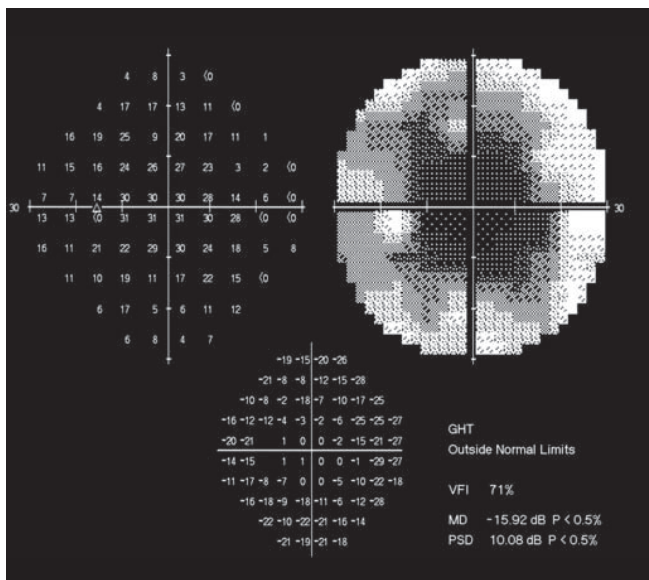 4 8 3 <0
4 17 17 13 11 <0
16 19 25 9 20 17 11 1
11 15 16 24 26 27 23 3 2 <0
7 7 14 30 30 30 28 14 6 <0
30 30
13 13 <0 31 31 31 30 28 <0 <0
16 11 21 22 29 30 24 18 5 8
11 10 19 11 17 22 15 <0
6 17 5 6 11 12
6 8 4 7
-19 -15 -20 -26
-21 -8 -8 -12 -15 -28
-10 -8 -2 -18 -7 -10 -17 -25
-16 -12 -12 -4 -3 -2 -6 -25 -25 -27
-20 -21 1 0 0 -2 -15 -21 -27
-14 -15 1 1 0 0 -1 -29 -27
-11 -17 -8 -7 0 0 -5 -10 -22 -18
-16 -18 -9 -18 -11 -6 -12 -28
-22 -10 -22 -21 -16 -14
-21 -19 -21 -18
GHT
Outside Normal Limits
VFI 71%
MD -15.92 dB P < 0.5%
PSD 10.08 dB P < 0.5%